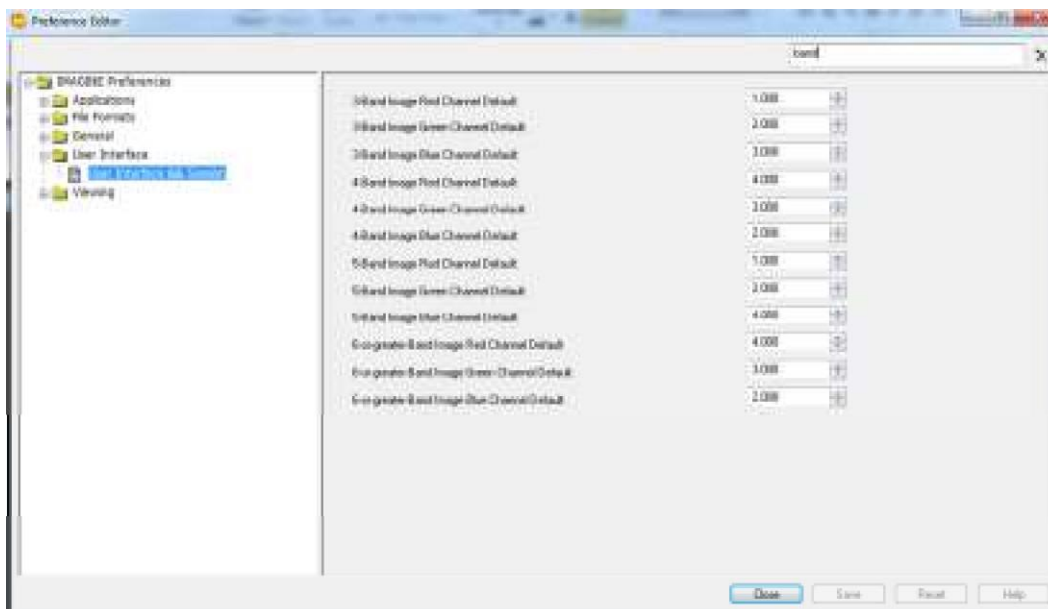 Preference Editor
band
IMAGINE Preferences
Applications
File Formats
General
User Interface
User Interface &
Viewing
3-Band Image Red Channel Default 1.000
3-Band Image Green Channel Default 2.000
3-Band Image Blue Channel Default 3.000
4-Band Image Red Channel Default 4.000
4-Band Image Green Channel Default 3.000
4-Band Image Blue Channel Default 2.000
5-Band Image Red Channel Default 1.000
5-Band Image Green Channel Default
5-Band Image Blue Channel Default 4.000
6-or-greater-Band Image Red Channel Default 4.000
6-or-greater-Band Image Green Channel Default 3.000
6-or-greater-Band Image Blue Channel Default 2.000
Close Save Reset Help